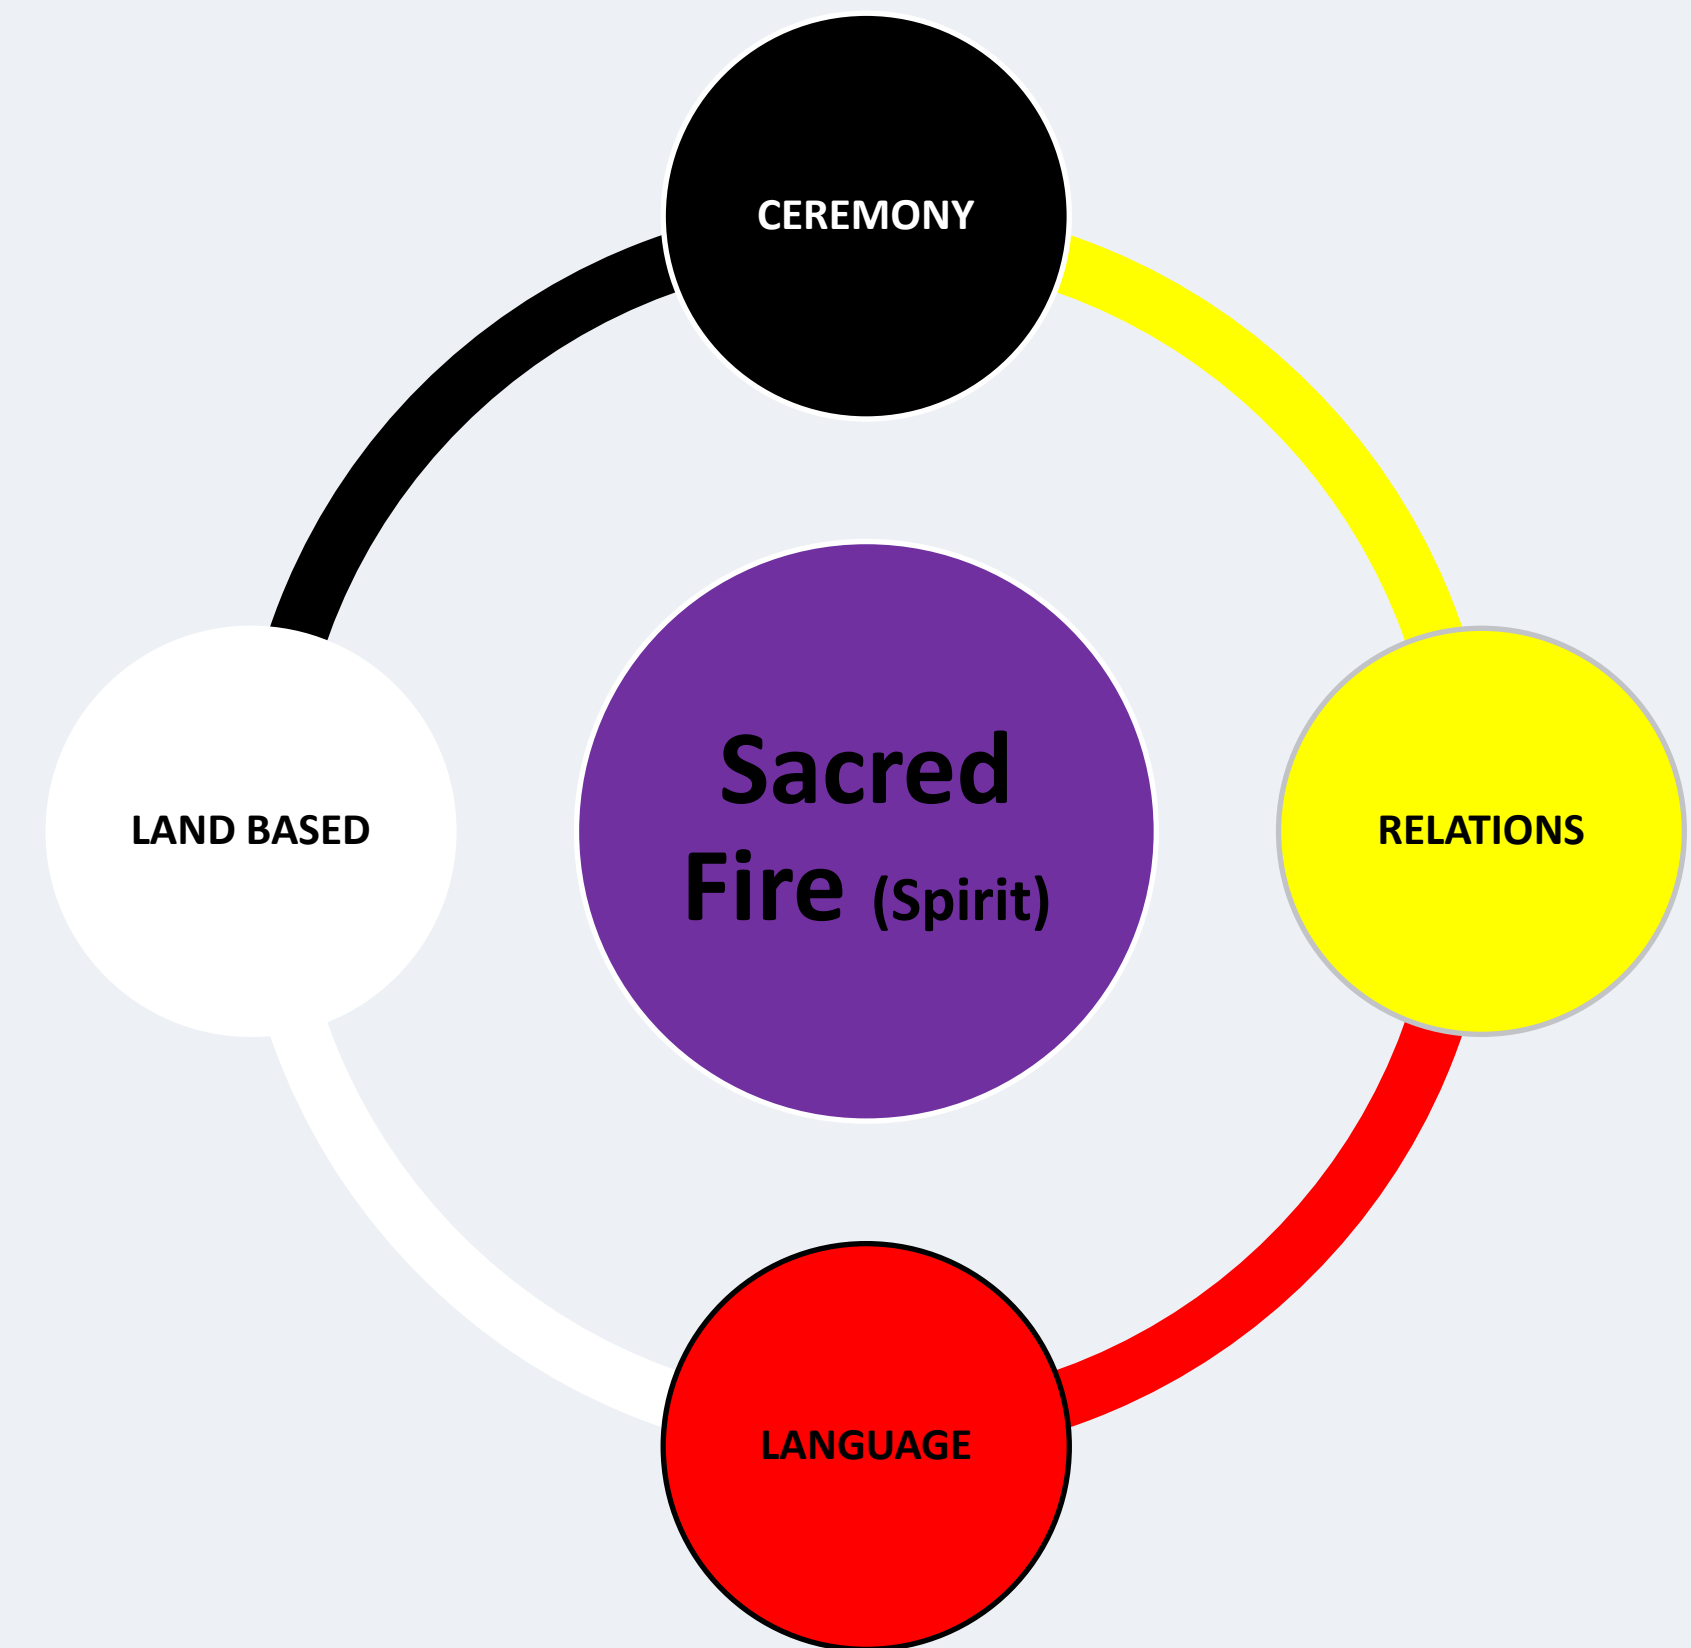 CEREMONY
LAND BASED
Sacred
Fire (Spirit)
RELATIONS
LANGUAGE